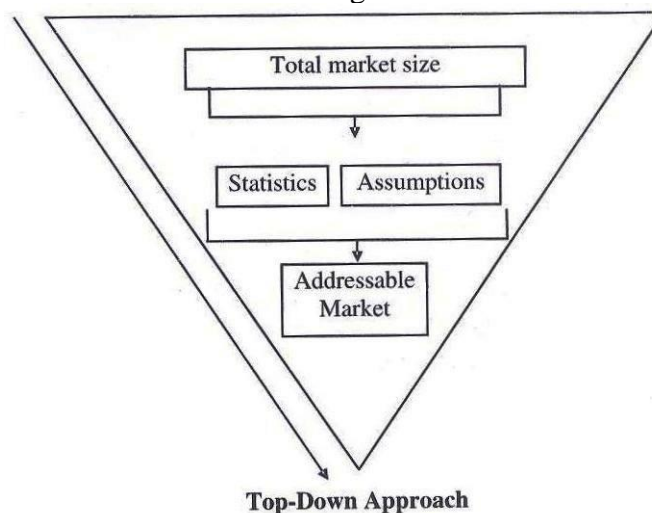 Total market size
Statistics
Assumptions
Addressable
Market
Top-Down Approach